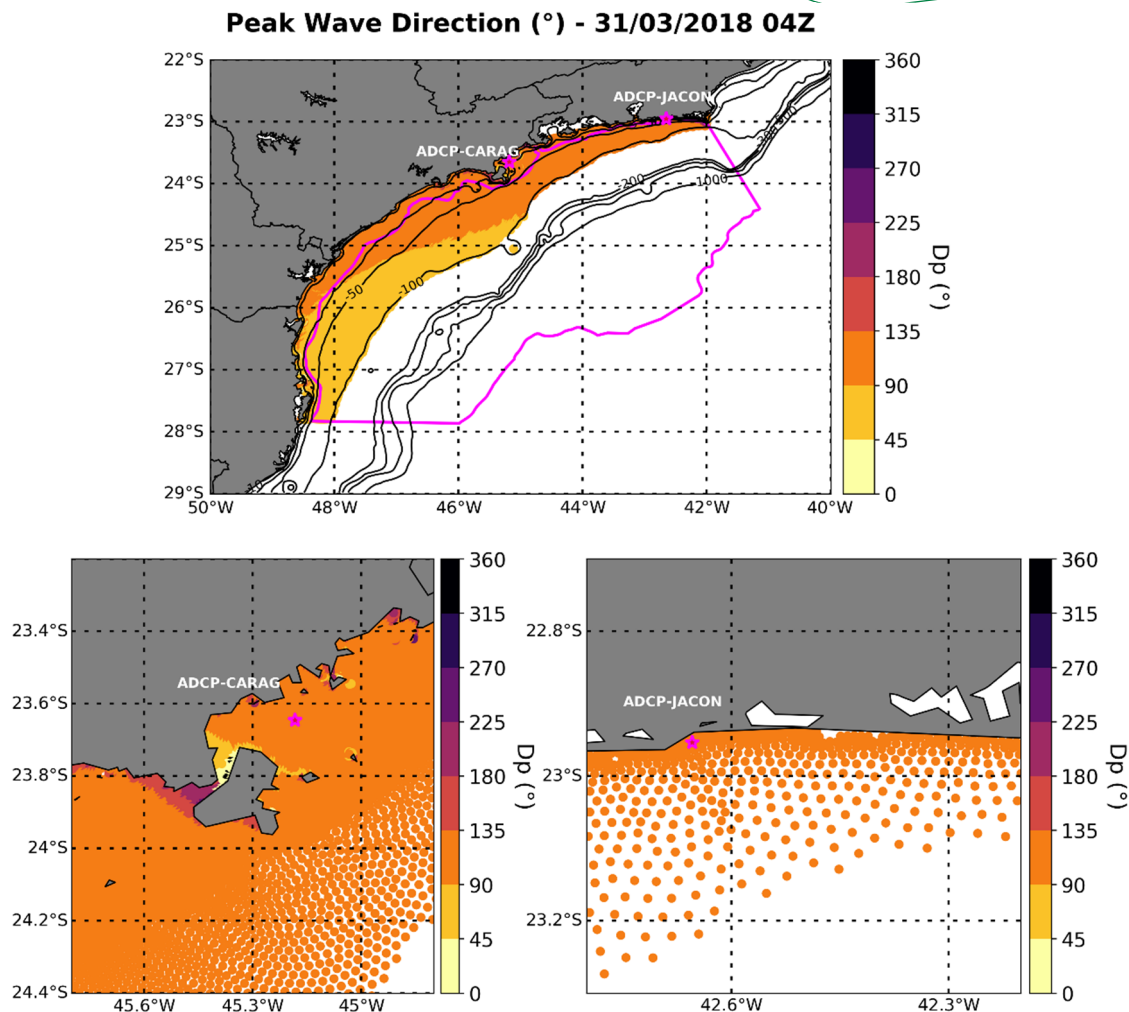 Peak Wave Direction (°) - 31/03/2018 04Z
22°S
23°S
24°S
25°S
26°S
27°S
28°S
29°S
50°W
48°W
46°W
44°W
42°W
40°W
ADCP-JACON
ADCP-CARAG
-200
-1000
-50
-100
360
315
270
225
180
135
90
45
0
Dp (°)
23.4°S
23.6°S
23.8°S
24°S
24.2°S
24.4°S
45.6°W
45.3°W
45°W
ADCP-CARAG
360
315
270
225
180
135
90
45
0
Dp (°)
22.8°S
23°S
23.2°S
42.6°W
42.3°W
ADCP-JACON
360
315
270
225
180
135
90
45
0
Dp (°)